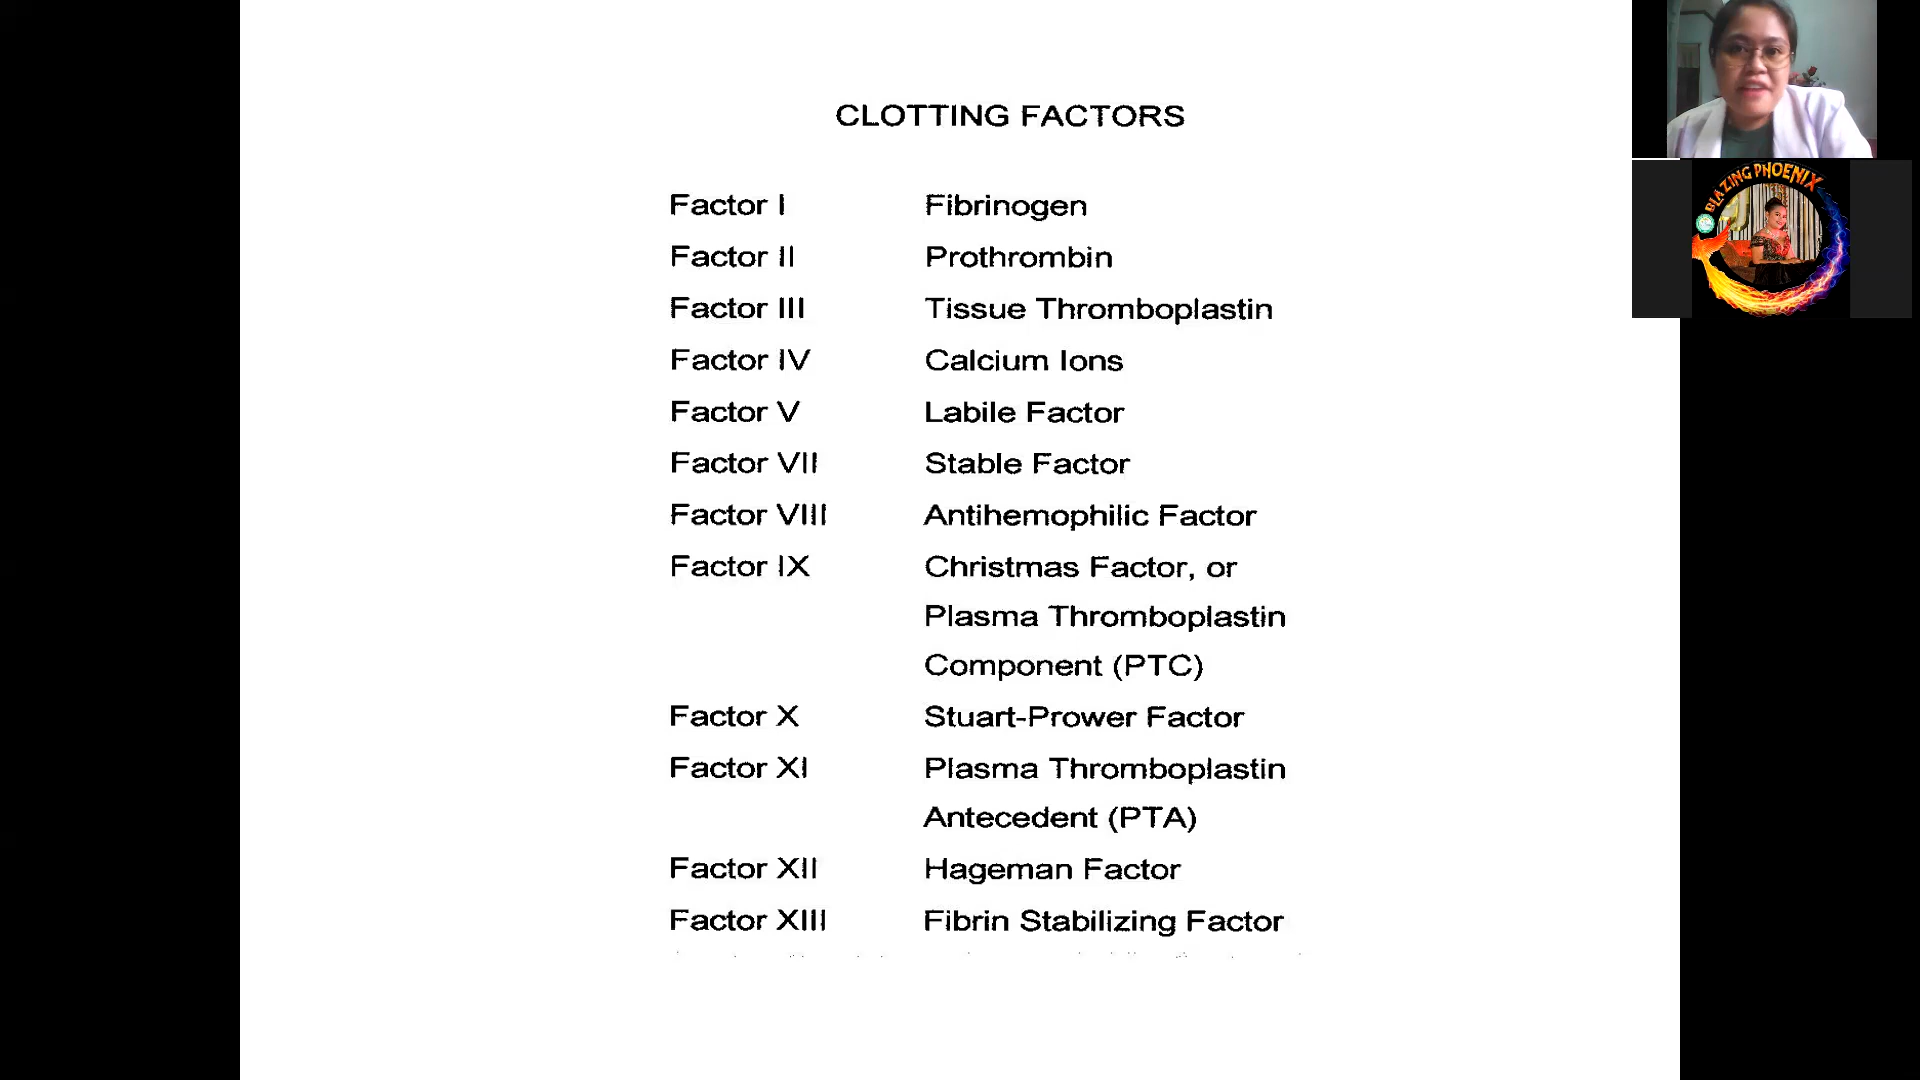 CLOTTING FACTORS
Factor I Fibrinogen
Factor II Prothrombin
Factor III Tissue Thromboplastin
Factor IV Calcium Ions
Factor V Labile Factor
Factor VII Stable Factor
Factor VIII Antihemophilic Factor
Factor IX Christmas Factor, or
Plasma Thromboplastin
Component (PTC)
Factor X Stuart-Prower Factor
Factor XI Plasma Thromboplastin
Antecedent (PTA)
Factor XII Hageman Factor
Factor XIII Fibrin Stabilizing Factor
BLAZING PHOENIX